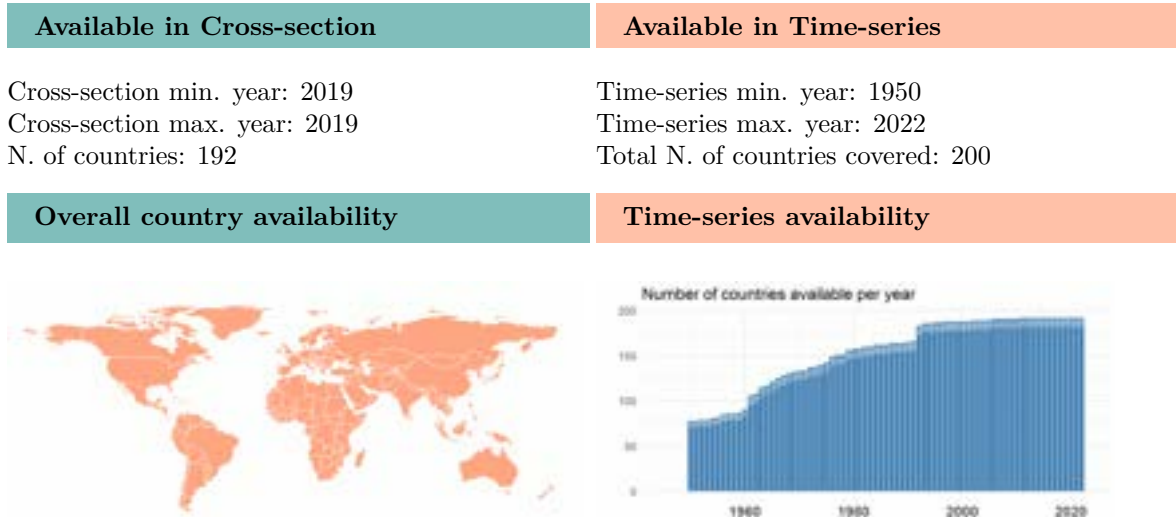 Available in Cross-section
Available in Time-series
Cross-section min. year: 2019
Cross-section max. year: 2019
N. of countries: 192
Time-series min. year: 1950
Time-series max. year: 2022
Total N. of countries covered: 200
Overall country availability
Time-series availability
Number of countries available per year
200
150
100
50
0
1960
1980
2000
2020